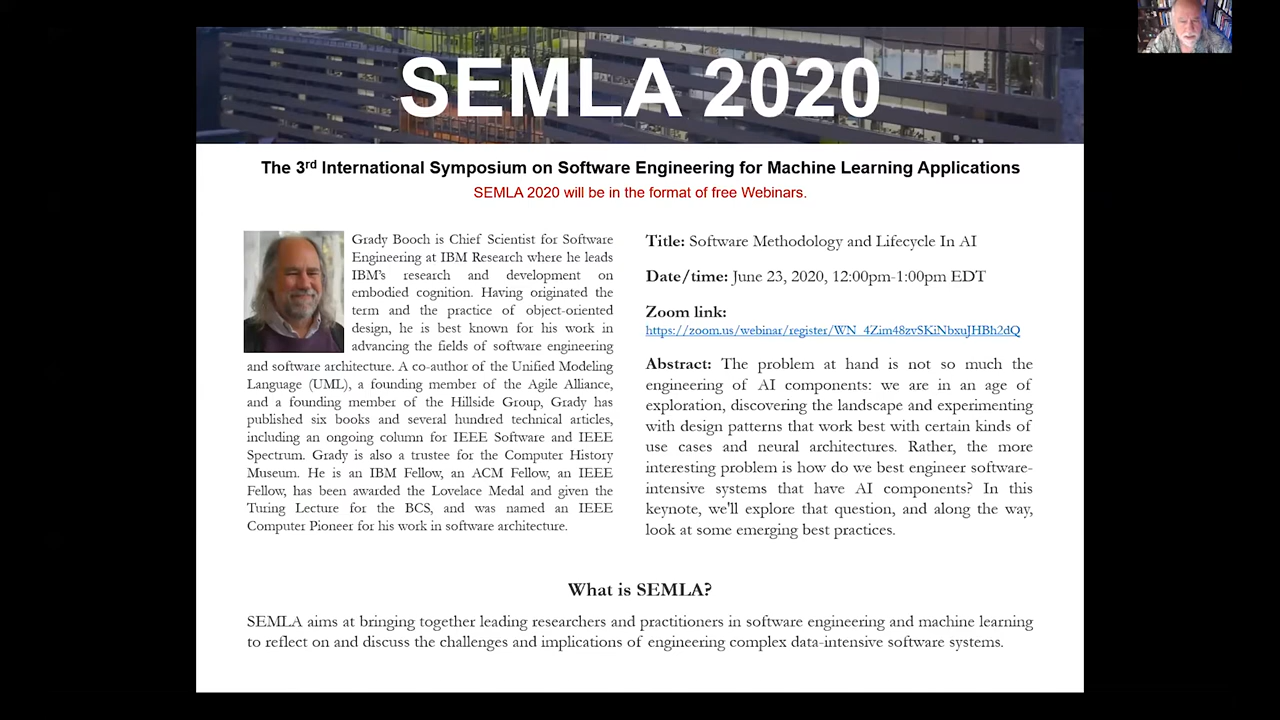 SEMLA 2020
The 3rd International Symposium on Software Engineering for Machine Learning Applications
SEMLA 2020 will be in the format of free Webinars.
Grady Booch is Chief Scientist for Software
Engineering at IBM Research where he leads
IBM's research and development on
embodied cognition. Having originated the
term and the practice of object-oriented
design, he is best known for his work in
advancing the fields of software engineering
and software architecture. A co-author of the Unified Modeling
Language (UML), a founding member of the Agile Alliance,
and a founding member of the Hillside Group, Grady has
published six books and several hundred technical articles,
including an ongoing column for IEEE Software and IEEE
Spectrum. Grady is also a trustee for the Computer History
Museum. He is an IBM Fellow, an ACM Fellow, an IEEE
Fellow, has been awarded the Lovelace Medal and given the
Turing Lecture for the BCS, and was named an IEEE
Computer Pioneer for his work in software architecture.
Title: Software Methodology and Lifecycle In AI
Date/time: June 23, 2020, 12:00pm-1:00pm EDT
Zoom link:
https://zoom.us/webinar/register/WN_4Zim48zvSKiNbxuJHBh2dQ
Abstract: The problem at hand is not so much the
engineering of AI components: we are in an age of
exploration, discovering the landscape and experimenting
with design patterns that work best with certain kinds of
use cases and neural architectures. Rather, the more
interesting problem is how do we best engineer software-
intensive systems that have AI components? In this
keynote, we'll explore that question, and along the way,
look at some emerging best practices.
What is SEMLA?
SEMLA aims at bringing together leading researchers and practitioners in software engineering and machine learning
to reflect on and discuss the challenges and implications of engineering complex data-intensive software systems.